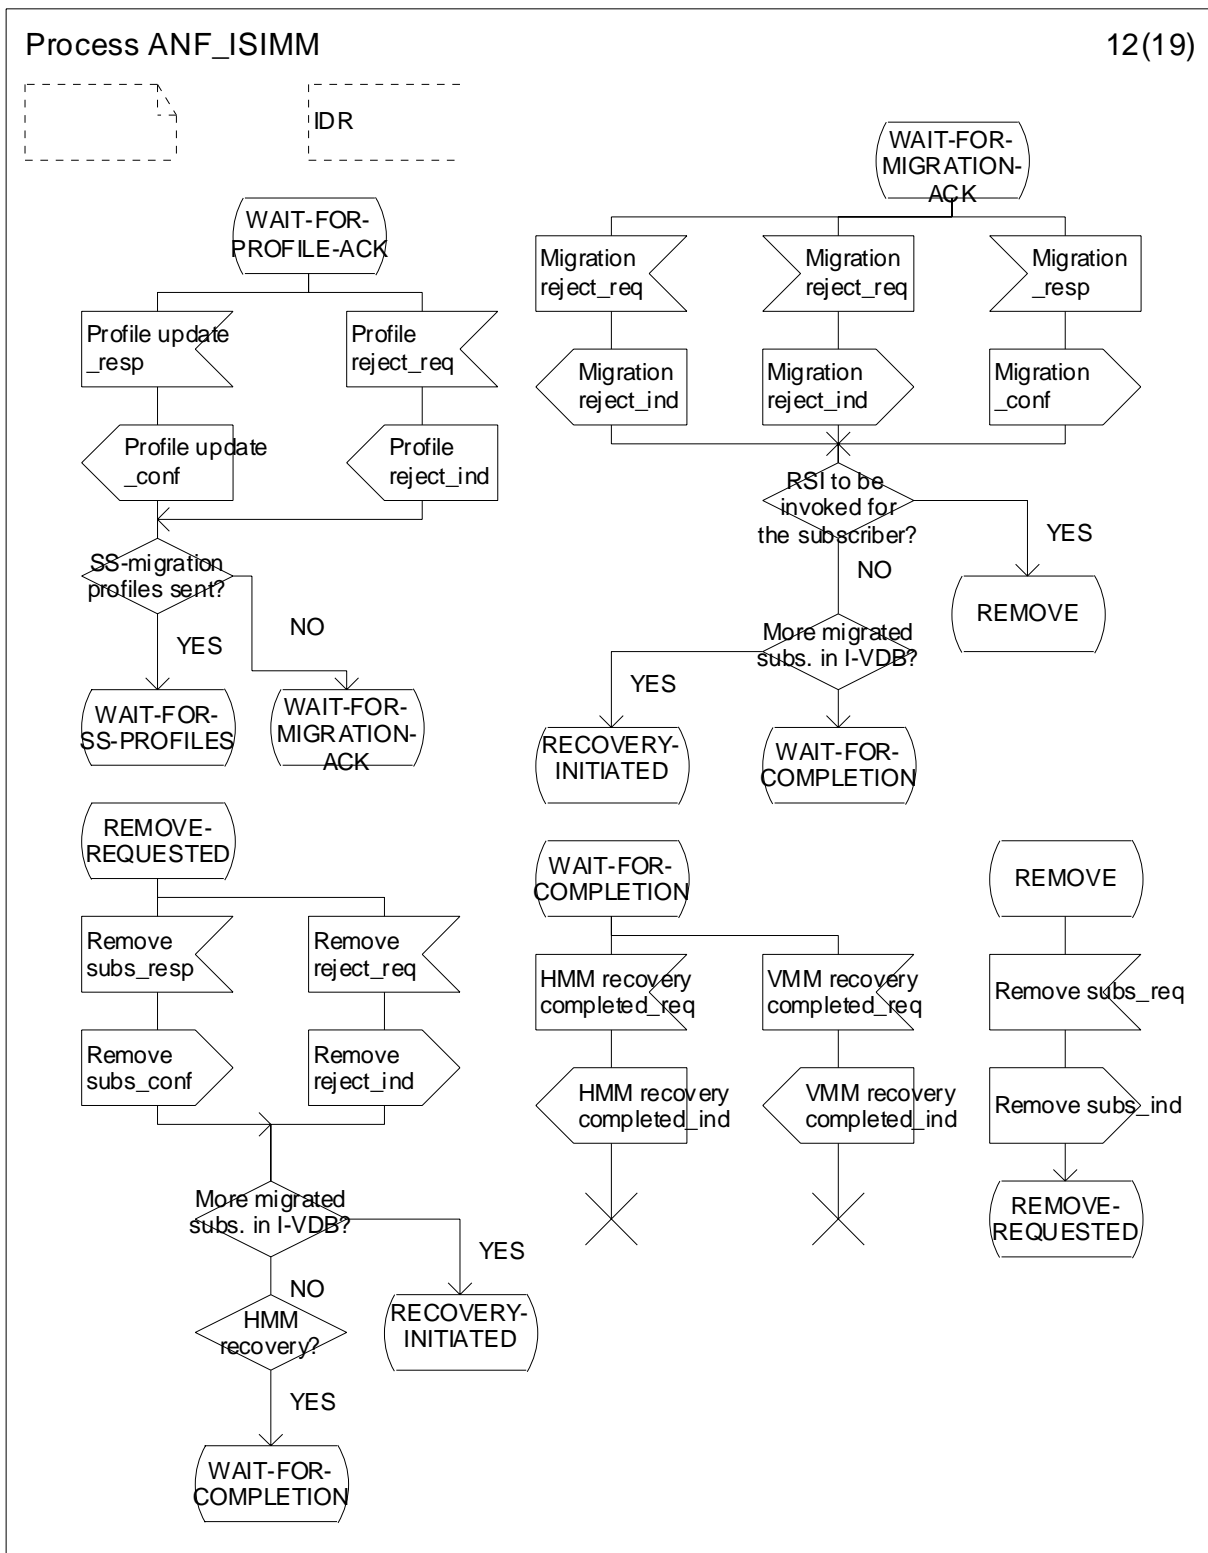 Process ANF_ISIMM
12(19)
IDR
WAIT-FOR-
PROFILE-ACK
Profile update
_resp
Profile
reject_req
Profile update
_conf
Profile
reject_ind
SS-migration
profiles sent?
YES
NO
WAIT-FOR-
SS-PROFILES
WAIT-FOR-
MIGRATION-
ACK
WAIT-FOR-
MIGRATION-
ACK
Migration
reject_req
Migration
reject_req
Migration
_resp
Migration
reject_ind
Migration
reject_ind
Migration
_conf
RSI to be
invoked for
the subscriber?
YES
NO
REMOVE
More migrated
subs. in I-VDB?
YES
RECOVERY-
INITIATED
WAIT-FOR-
COMPLETION
REMOVE-
REQUESTED
Remove
subs_resp
Remove
reject_req
Remove
subs_conf
Remove
reject_ind
More migrated
subs. in I-VDB?
YES
NO
HMM
recovery?
RECOVERY-
INITIATED
YES
WAIT-FOR-
COMPLETION
WAIT-FOR-
COMPLETION
HMM recovery
completed_req
VMM recovery
completed_req
HMM recovery
completed_ind
VMM recovery
completed_ind
REMOVE
Remove subs_req
Remove subs_ind
REMOVE-
REQUESTED